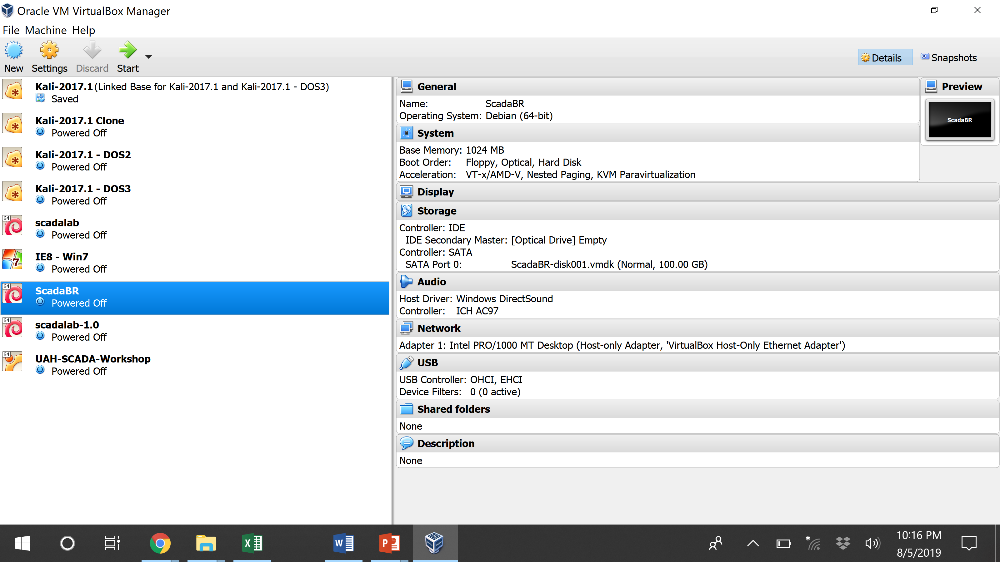 Oracle VM VirtualBox Manager
File Machine Help
New Settings Discard Start
Details Snapshots
Kali-2017.1 (Linked Base for Kali-2017.1 and Kali-2017.1 - DOS3)
Saved
Kali-2017.1 Clone
Powered Off
Kali-2017.1 - DOS2
Powered Off
Kali-2017.1 - DOS3
Powered Off
64
scadalab
Powered Off
7
IE8 - Win7
Powered Off
64
ScadaBR
Powered Off
64
scadalab-1.0
Powered Off
64
UAH-SCADA-Workshop
Powered Off
General
Name: ScadaBR
Operating System: Debian (64-bit)
System
Base Memory: 1024 MB
Boot Order: Floppy, Optical, Hard Disk
Acceleration: VT-x/AMD-V, Nested Paging, KVM Paravirtualization
Display
Storage
Controller: IDE
IDE Secondary Master: [Optical Drive] Empty
Controller: SATA
SATA Port 0: ScadaBR-disk001.vmdk (Normal, 100.00 GB)
Audio
Host Driver: Windows DirectSound
Controller: ICH AC97
Network
Adapter 1: Intel PRO/1000 MT Desktop (Host-only Adapter, 'VirtualBox Host-Only Ethernet Adapter')
USB
USB Controller: OHCI, EHCI
Device Filters: 0 (0 active)
Shared folders
None
Description
None
Preview
ScadaBR
10:16 PM
8/5/2019